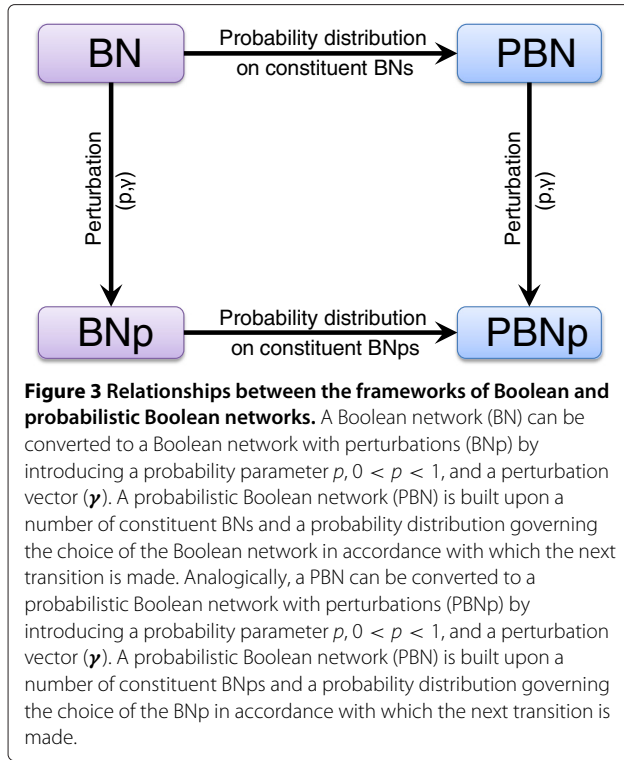 BN
Probability distribution
on constituent BNs
PBN
Perturbation
(p,γ)
Perturbation
(p,γ)
BNp
Probability distribution
on constituent BNps
PBNp
Figure 3 Relationships between the frameworks of Boolean and
probabilistic Boolean networks. A Boolean network (BN) can be
converted to a Boolean network with perturbations (BNp) by
introducing a probability parameter p, 0 < p < 1, and a perturbation
vector (γ). A probabilistic Boolean network (PBN) is built upon a
number of constituent BNs and a probability distribution governing
the choice of the Boolean network in accordance with which the next
transition is made. Analogically, a PBN can be converted to a
probabilistic Boolean network with perturbations (PBNp) by
introducing a probability parameter p, 0 < p < 1, and a perturbation
vector (γ). A probabilistic Boolean network (PBN) is built upon a
number of constituent BNps and a probability distribution governing
the choice of the BNp in accordance with which the next transition is
made.